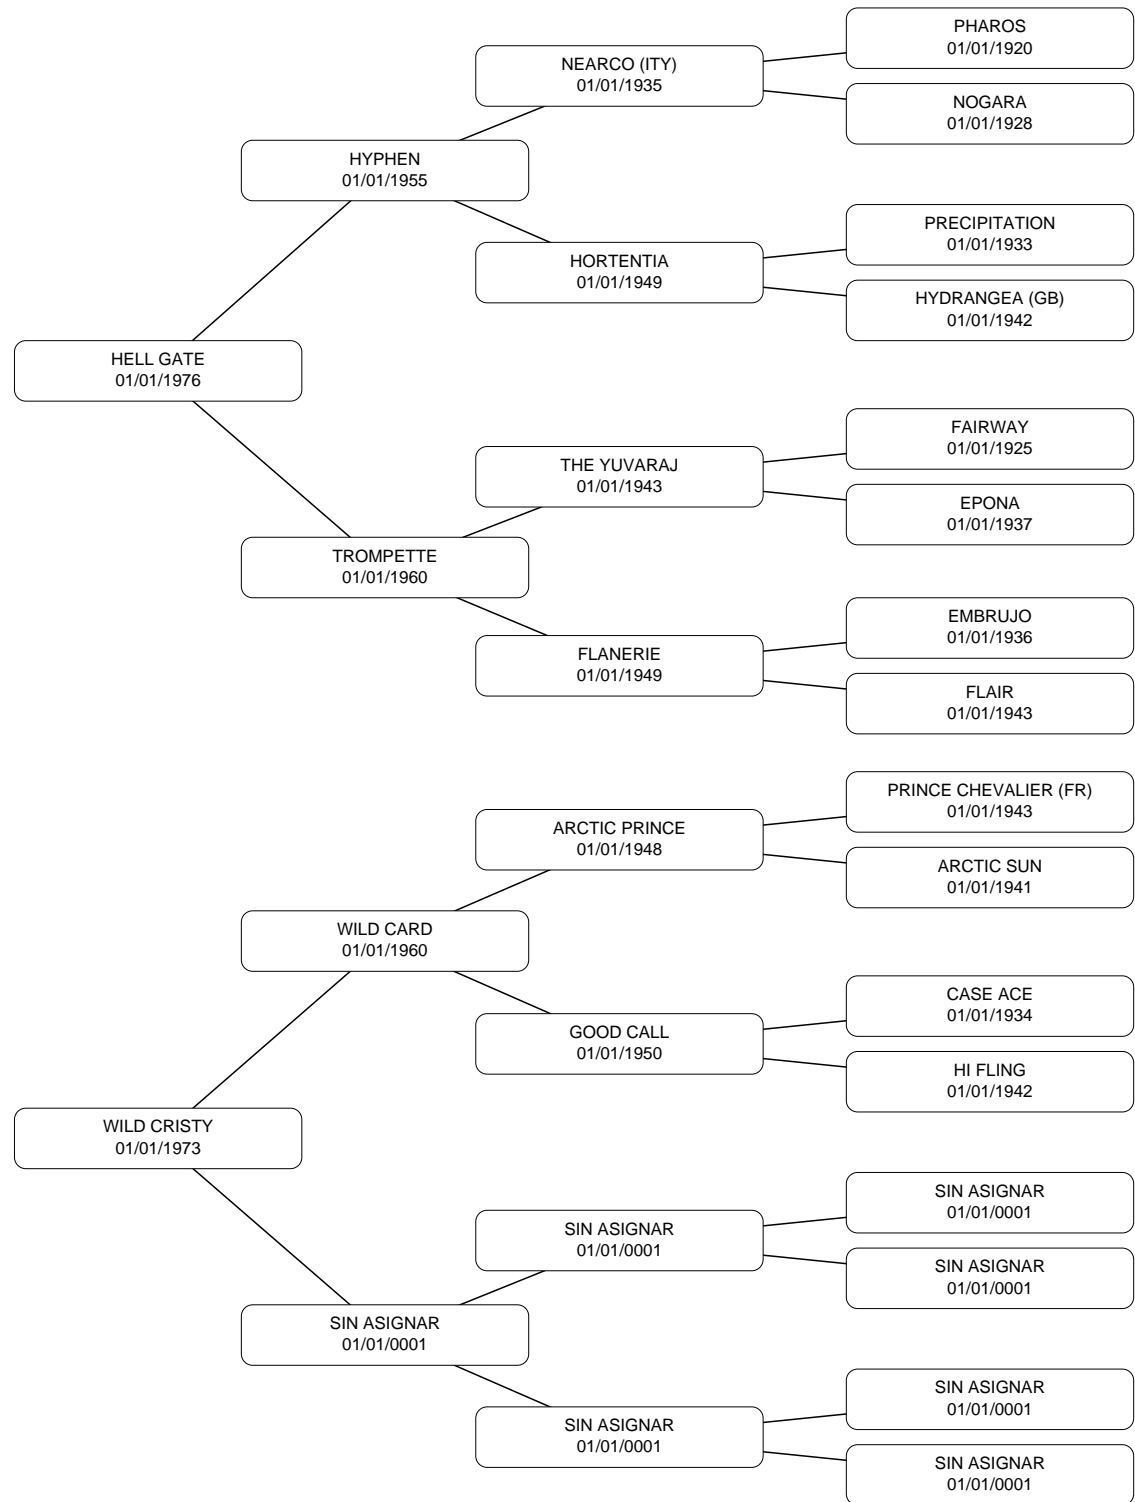 PHAROS
01/01/1920
NEARCO (ITY)
01/01/1935
NOGARA
01/01/1928
HYPHEN
01/01/1955
PRECIPITATION
01/01/1933
HORTENTIA
01/01/1949
HYDRANGEA (GB)
01/01/1942
HELL GATE
01/01/1976
FAIRWAY
01/01/1925
THE YUVARAJ
01/01/1943
EPONA
01/01/1937
TROMPETTE
01/01/1960
EMBRUJO
01/01/1936
FLANERIE
01/01/1949
FLAIR
01/01/1943
PRINCE CHEVALIER (FR)
01/01/1943
ARCTIC PRINCE
01/01/1948
ARCTIC SUN
01/01/1941
WILD CARD
01/01/1960
CASE ACE
01/01/1934
GOOD CALL
01/01/1950
HI FLING
01/01/1942
WILD CRISTY
01/01/1973
SIN ASIGNAR
01/01/0001
SIN ASIGNAR
01/01/0001
SIN ASIGNAR
01/01/0001
SIN ASIGNAR
01/01/0001
SIN ASIGNAR
01/01/0001
SIN ASIGNAR
01/01/0001
SIN ASIGNAR
01/01/0001